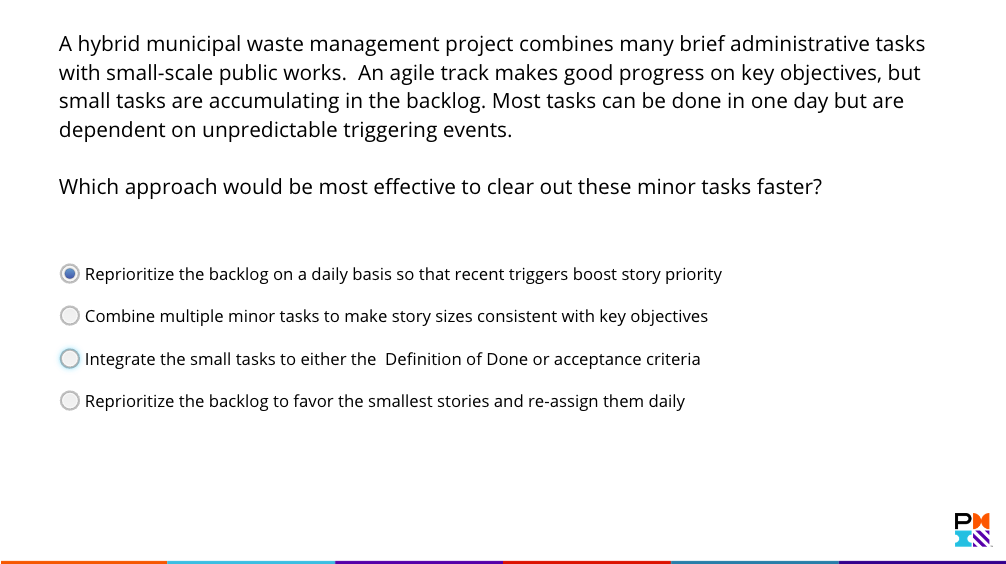 A hybrid municipal waste management project combines many brief administrative tasks
with small-scale public works.  An agile track makes good progress on key objectives, but
small tasks are accumulating in the backlog. Most tasks can be done in one day but are
dependent on unpredictable triggering events.
Which approach would be most effective to clear out these minor tasks faster?
Reprioritize the backlog on a daily basis so that recent triggers boost story priority
Combine multiple minor tasks to make story sizes consistent with key objectives
Integrate the small tasks to either the  Definition of Done or acceptance criteria
Reprioritize the backlog to favor the smallest stories and re-assign them daily